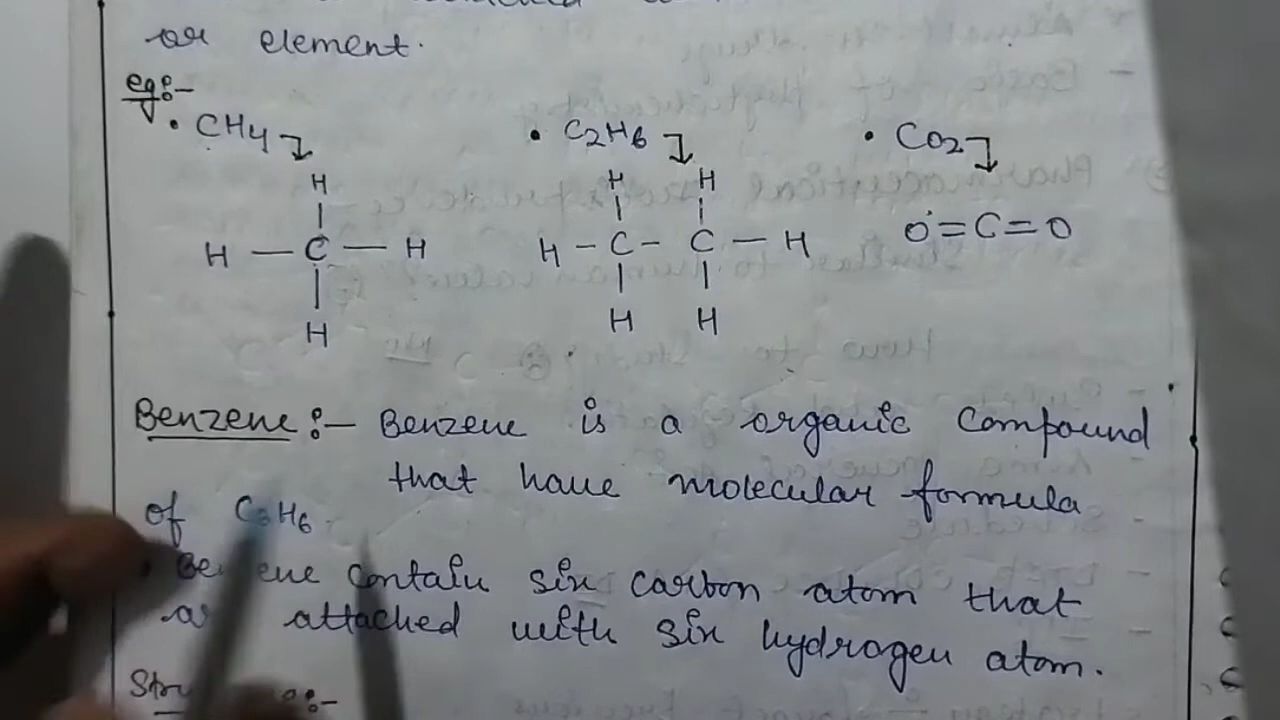 or element.
eg:-
• CH4 • C2H6 • CO2
H H H
H — C — H H – C – C — H O=C=O
H H H
Benzene :- Benzene is a organic Compound
that have molecular formula
of C6H6
contain six carbon atom that
attached with six hydrogen atom.